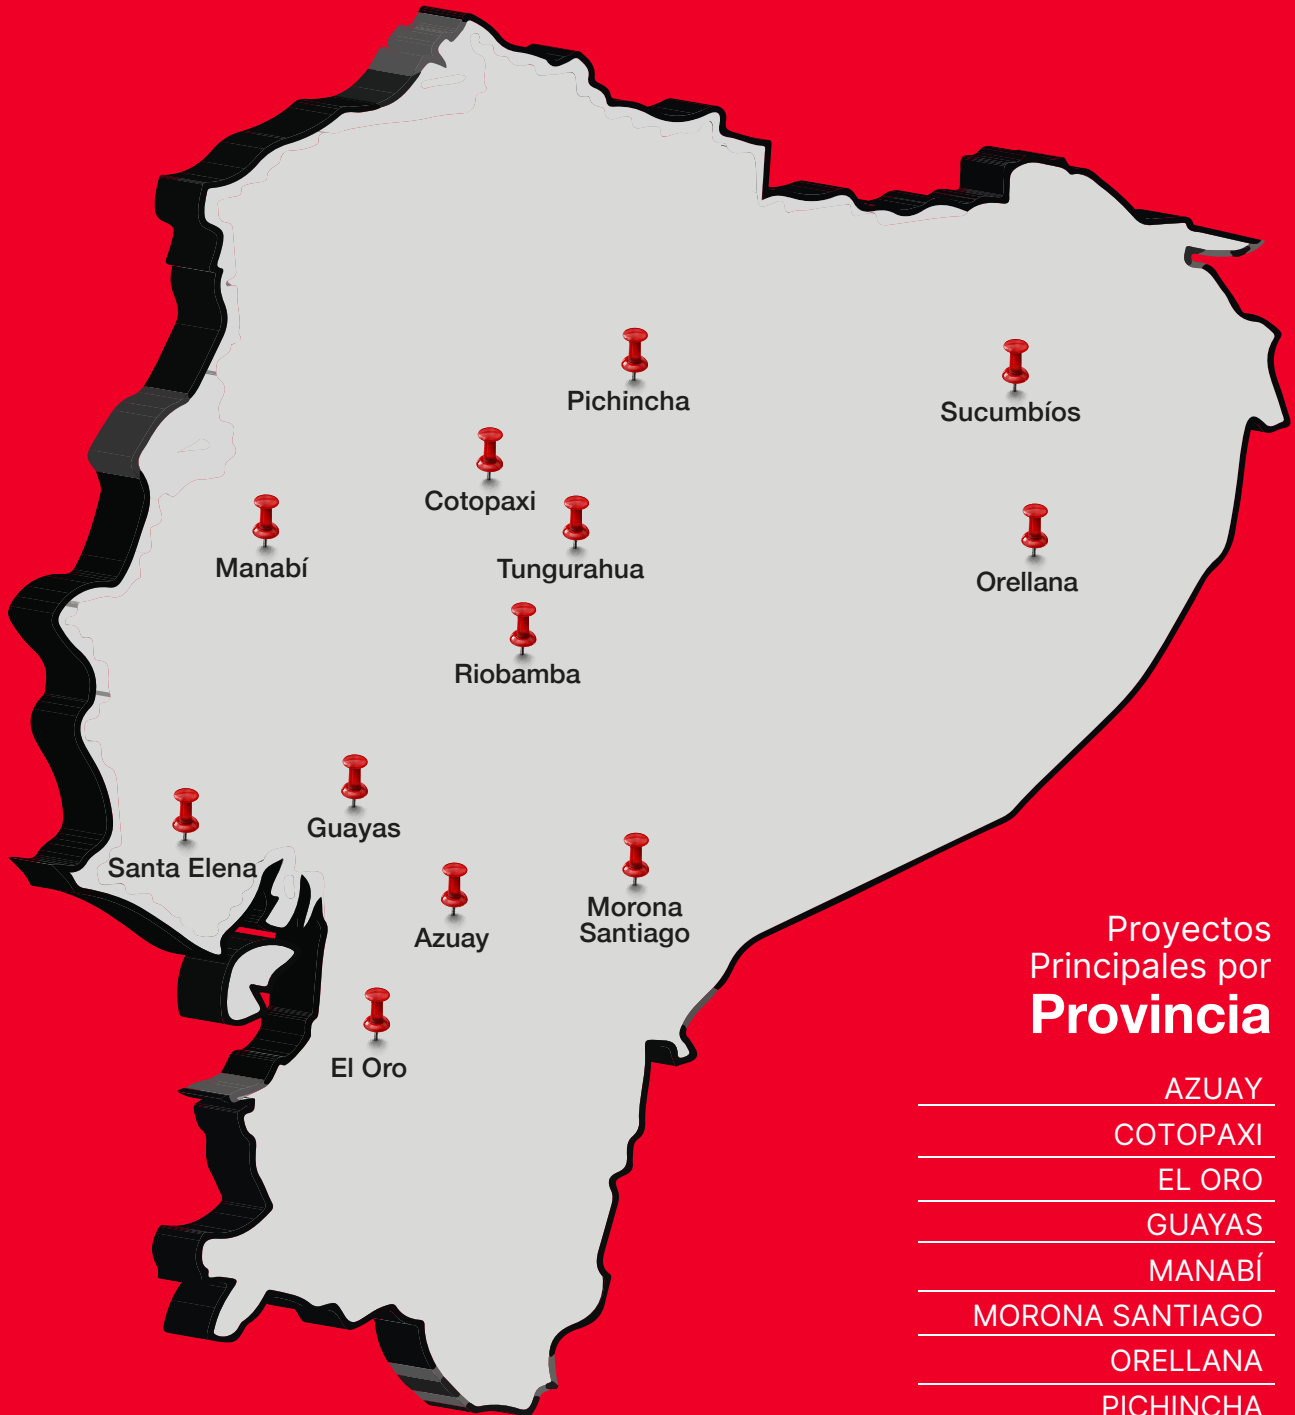 Pichincha
Sucumbíos
Cotopaxi
Manabí
Tungurahua
Orellana
Riobamba
Guayas
Santa Elena
Azuay
Morona
Santiago
El Oro
Proyectos
Principales por
Provincia
AZUAY
COTOPAXI
EL ORO
GUAYAS
MANABÍ
MORONA SANTIAGO
ORELLANA
PICHINCHA